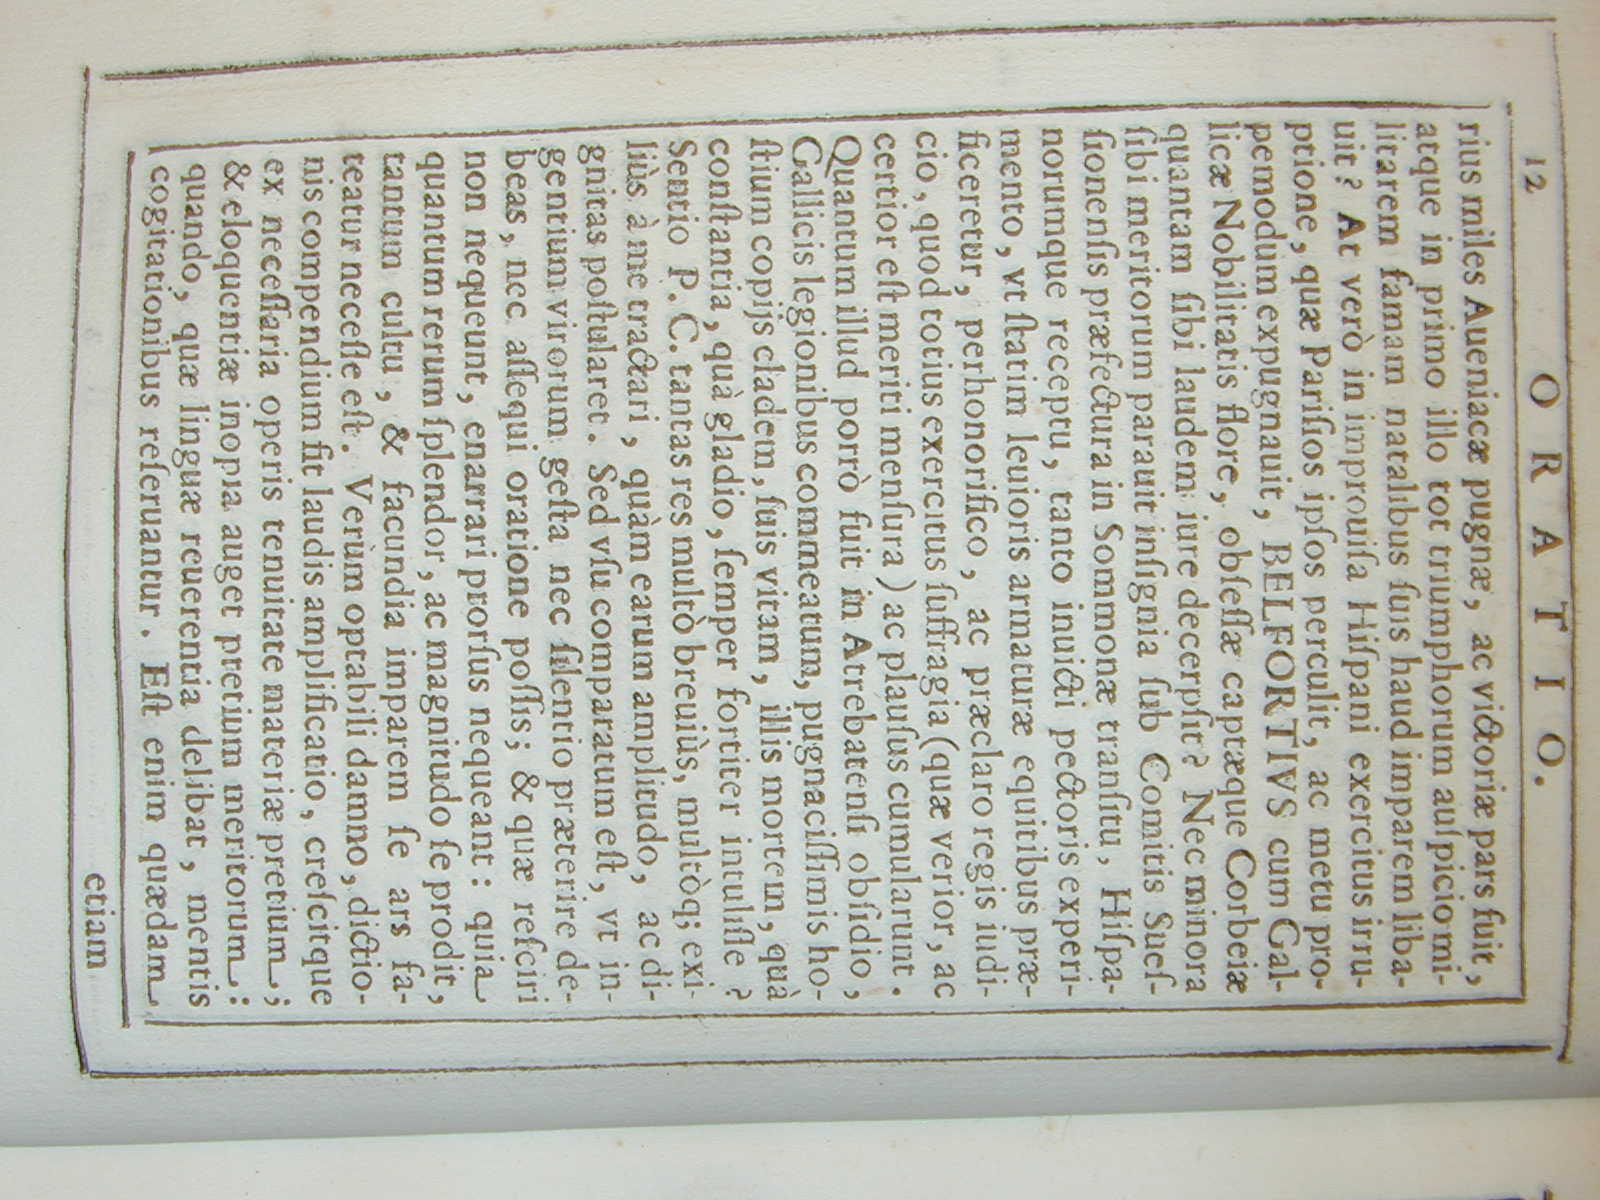 12 ORATIO.
rius miles Aueniacæ pugnæ, ac victoriæ pars fuit,
atque in primo illo tot triumphorum auſpicio mi-
litarem famam natalibus ſuis haud imparem liba-
uit? At verò in improuiſa Hiſpani exercitus irru-
ptione, quæ Pariſios ipſos perculit, ac metu pro-
pemodum expugnauit, BELFORTIVS cum Gal-
licæ Nobilitatis flore, obſeſſæ captæque Corbeiæ
quantam ſibi laudem iure decerpſit? Nec minora
ſibi meritorum parauit inſignia ſub Comitis Sueſ-
ſionenſis præfectura in Sommonæ tranſitu, Hiſpa-
norumque receptu, tanto inuicti pectoris experi-
mento, vt ſtatim leuioris armaturæ equitibus præ-
ficeretur, perhonorifico, ac præclaro regis iudi-
cio, quod totius exercitus ſuffragia (quæ verior, ac
certior eſt meriti menſura) ac plauſus cumularunt.
Quantum illud porrò fuit in Atrebatenſi obſidio,
Gallicis legionibus commeatum, pugnaciſſimis ho-
ſtium copijs cladem, ſuis vitam, illis mortem, quà
conſtantia, quà gladio, ſemper fortiter intuliſſe?
Sentio P. C. tantas res multò breuiùs, multòq; exi-
liùs à me tractari, quàm earum amplitudo, ac di-
gnitas poſtularet. Sed vſu comparatum eſt, vt in-
gentium virorum geſta nec ſilentio præterire de-
beas, nec aſſequi oratione poſſis; & quæ reſciri
non nequeunt, enarrari prorſus nequeant: quia
quantum rerum ſplendor, ac magnitudo ſe prodit,
tantum cultu, & facundia imparem ſe ars fa-
teatur neceſſe eſt. Verùm optabili damno, dictio-
nis compendium fit laudis amplificatio, creſcitque
ex neceſſaria operis tenuitate materiæ pretium;
& eloquentiæ inopia auget pretium meritorum:
quando, quæ linguæ reuerentia delibat, mentis
cogitationibus reſeruantur. Eſt enim quædam
etiam